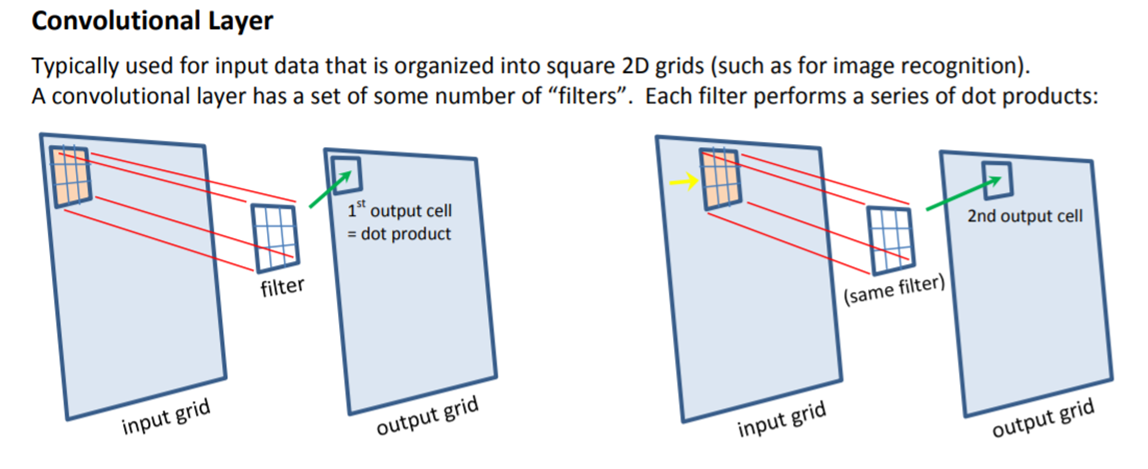 Convolutional Layer
Typically used for input data that is organized into square 2D grids (such as for image recognition).
A convolutional layer has a set of some number of “filters”.  Each filter performs a series of dot products:
1st output cell
= dot product
filter
input grid
output grid
2nd output cell
(same filter)
input grid
output grid